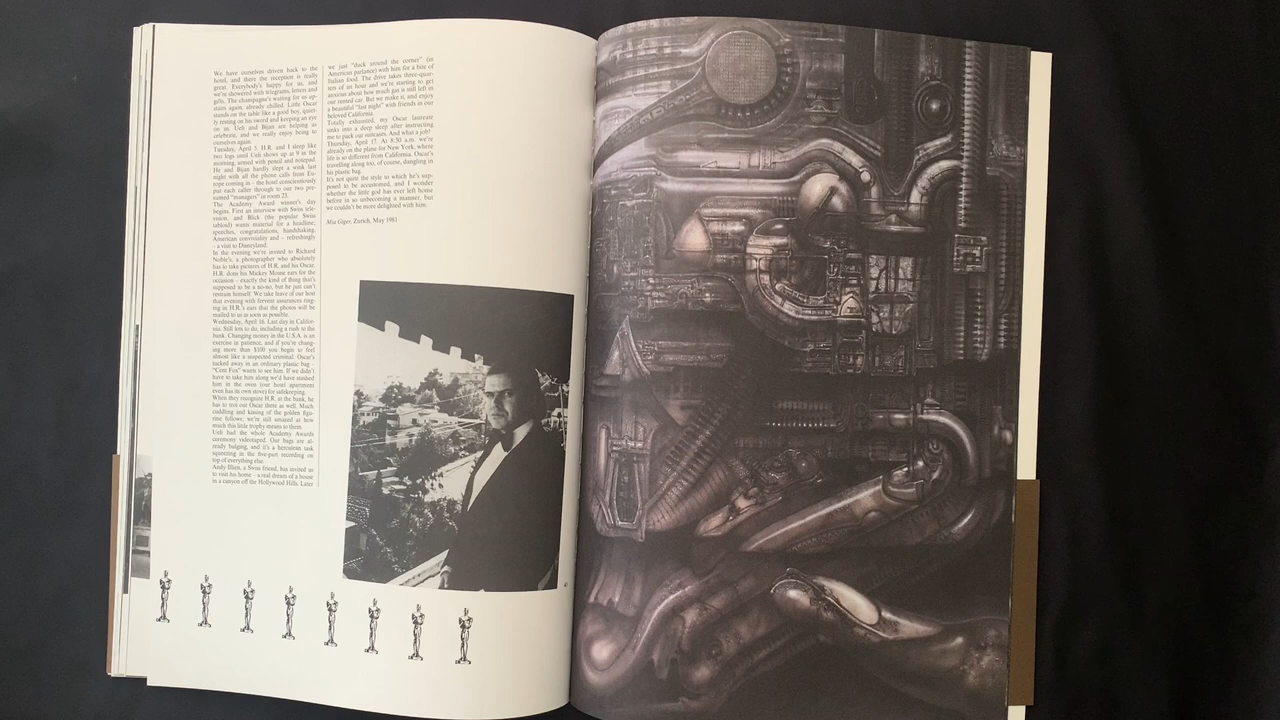 We have ourselves driven back to the
hotel, and there the reception is really
great. Everybody's happy for us, and
we're showered with telegrams, letters and
gifts. The champagne's waiting for us up-
stairs again, already chilled. Little Oscar
stands on the table like a good boy, quiet-
ly resting on his sword and keeping an eye
on us. Ueli and Bijan are helping us
celebrate, and we really enjoy being to
ourselves again.
Tuesday, April 3. H.R. and I sleep like
two logs until Ueli shows up at 9 in the
morning, armed with pencil and notepad.
He and Bijan hardly slept a wink last
night with all the phone calls from Eu-
rope coming in – the hotel conscientiously
put each caller through to our two pre-
sumed "managers" in room 23.
The Academy Award winner's day
begins. First an interview with Swiss tele-
vision, and Blick (the popular Swiss
tabloid) wants material for a headline;
speeches, congratulations, handshaking,
American conviviality and – refreshingly
– a visit to Disneyland.
In the evening we're invited to Richard
Noble's, a photographer who absolutely
has to take pictures of H.R. and his Oscar.
H.R. dons his Mickey Mouse ears for the
occasion – exactly the kind of thing that's
supposed to be a no-no, but he just can't
restrain himself. We take leave of our host
that evening with fervent assurances ring-
ing in H.R.'s ears that the photos will be
mailed to us as soon as possible.
Wednesday, April 16. Last day in Califor-
nia. Still lots to do, including a rush to the
bank. Changing money in the U.S.A. is an
exercise in patience, and if you're chang-
ing more than $100 you begin to feel
almost like a suspected criminal. Oscar's
tucked away in an ordinary plastic bag –
"Cent Fox" wants to see him. If we didn't
have to take him along we'd have stashed
him in the oven (our hotel apartment
even has its own stove) for safekeeping.
When they recognize H.R. at the bank, he
has to trot out Oscar there as well. Much
cuddling and kissing of the golden figu-
rine follows; we're still amazed at how
much this little trophy means to them.
Ueli had the whole Academy Awards
ceremony videotaped. Our bags are al-
ready bulging, and it's a herculean task
squeezing in the five-part recording on
top of everything else.
Andy Illien, a Swiss friend, has invited us
to visit his home – a real dream of a house
in a canyon off the Hollywood Hills. Later
we just "duck around the corner" (in
American parlance) with him for a bite of
Italian food. The drive takes three-quar-
ters of an hour and we're starting to get
anxious about how much gas is still left in
our rented car. But we make it, and enjoy
a beautiful "last night" with friends in our
beloved California.
Totally exhausted, my Oscar laureate
sinks into a deep sleep after instructing
me to pack our suitcases. And what a job!
Thursday, April 17. At 8:30 a.m. we're
already on the plane for New York, where
life is so different from California. Oscar's
travelling along too, of course, dangling in
his plastic bag.
It's not quite the style to which he's sup-
posed to be accustomed, and I wonder
whether the little god has ever left home
before in so unbecoming a manner, but
we couldn't be more delighted with him.
Mia Giger, Zurich, May 1981